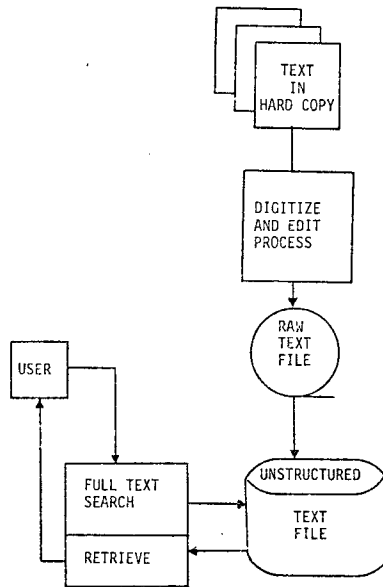 TEXT
IN
HARD COPY
DIGITIZE
AND EDIT
PROCESS
RAW
TEXT
FILE
USER
FULL TEXT
SEARCH
RETRIEVE
UNSTRUCTURED
TEXT
FILE